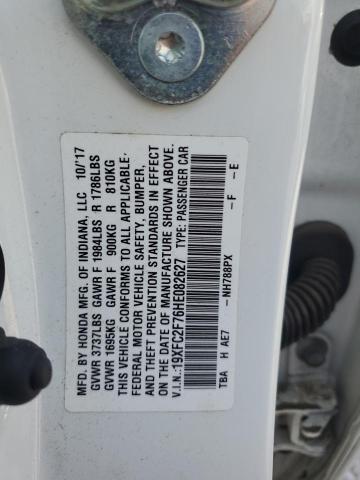 MFD. BY HONDA MFG. OF INDIANA, LLC 10/'17
GVWR 3737LBS GAWR F 1984LBS R 1786LBS
GVWR 1695KG GAWR F 900KG R 810KG
THIS VEHICLE CONFORMS TO ALL APPLICABLE
FEDERAL MOTOR VEHICLE SAFETY, BUMPER,
AND THEFT PREVENTION STANDARDS IN EFFECT
ON THE DATE OF MANUFACTURE SHOWN ABOVE.
V.I.N.:19XFC2F76HE082627 TYPE: PASSENGER CAR
TBA H AE7 -NH788PX -F -E